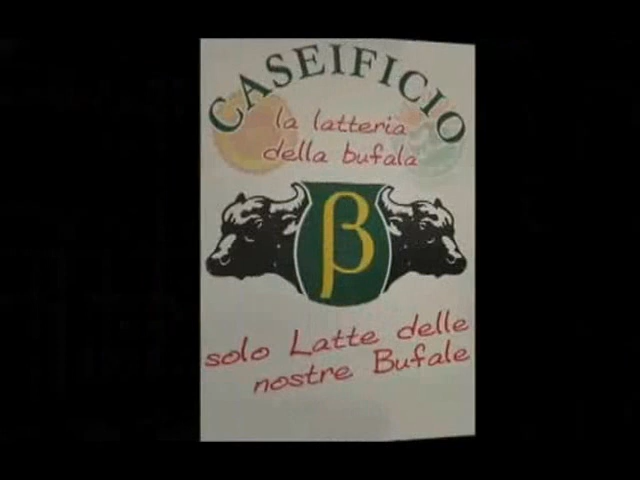 CASEIFICIO
la latteria
della bufala
β
solo Latte delle
nostre Bufale